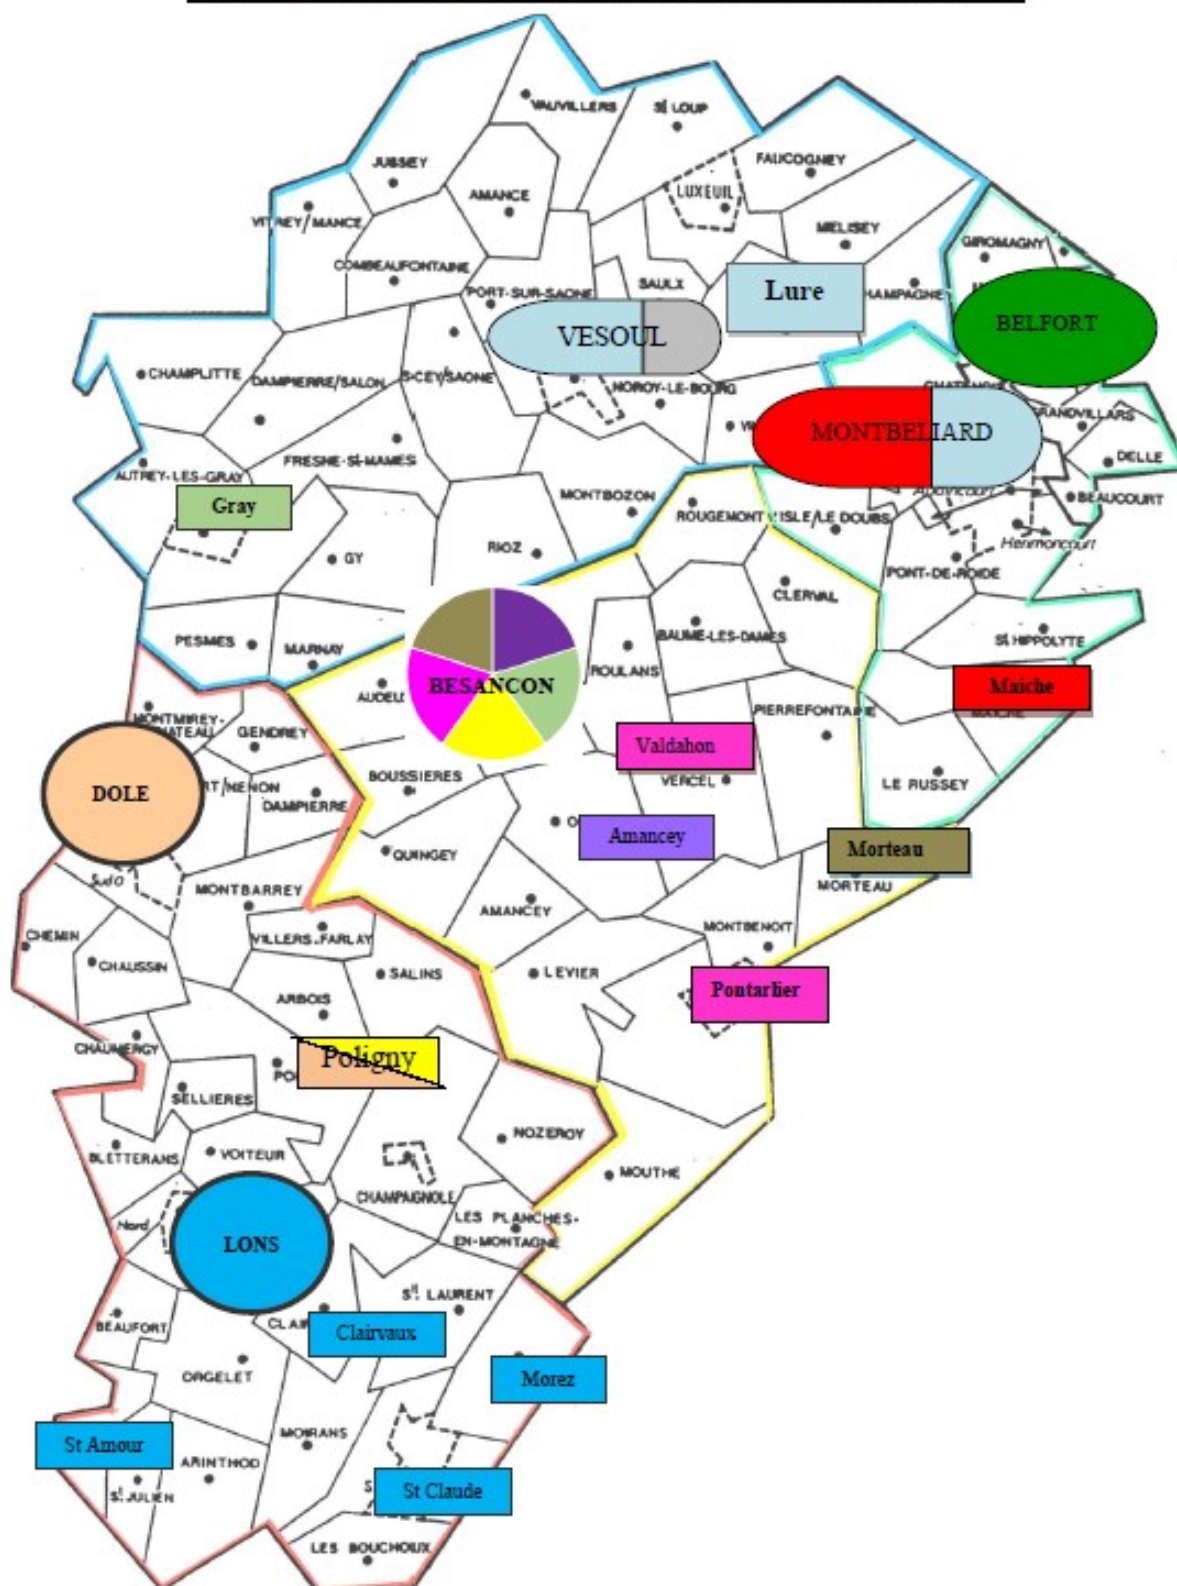 VAUVILLERS
St LOUP
JUSSEY
FAUCOGNEY
AMANCE
LUXEUIL
VITREY/MANCE
MELISEY
GIROMAGNY
COMBEAUFONTAINE
PORT-SUR-SAONE
SAULX
Lure
HAMPAGNEY
BELFORT
VESOUL
CHAMPLITTE
DAMPIERRE/SALON
S-CEY/SAONE
NOROY-LE-BOURG
CHATENOIS
GRANDVILLARS
MONTBELIARD
DELLE
FRESNE-St-MAMES
AUTREY-LES-GRAY
Gray
MONTBOZON
ROUGEMONT
L'ISLE/LE DOUBS
BEAUCOURT
Herimoncourt
GY
RIOZ
PONT-DE-ROIDE
CLERVAL
PESMES
MARNAY
ROULANS
BAUME-LES-DAMES
St HIPPOLYTE
BESANCON
Maiche
MAICHE
MONTMIREY-
GENDREY
PIERREFONTAINE
Valdahon
VERCEL
BOUSSIERES
LE RUSSEY
DOLE
DAMPIERRE
Amancey
Morteau
QUINGEY
MORTEAU
MONTBARREY
AMANCEY
MONTBENOIT
VILLERS-FARLAY
CHEMIN
CHAUSSIN
SALINS
LEVIER
Pontarlier
ARBOIS
CHAUMERGY
Poligny
SELLIERES
NOZEROY
BLETTERANS
VOITEUR
MOUTHE
CHAMPAGNOLE
Nord
LES PLANCHES-
EN-MONTAGNE
LONS
St. LAURENT
BEAUFORT
Clairvaux
ORGELET
Morez
St Amour
MOIRANS
ARINTHOD
St Claude
St. JULIEN
LES BOUCHOUX